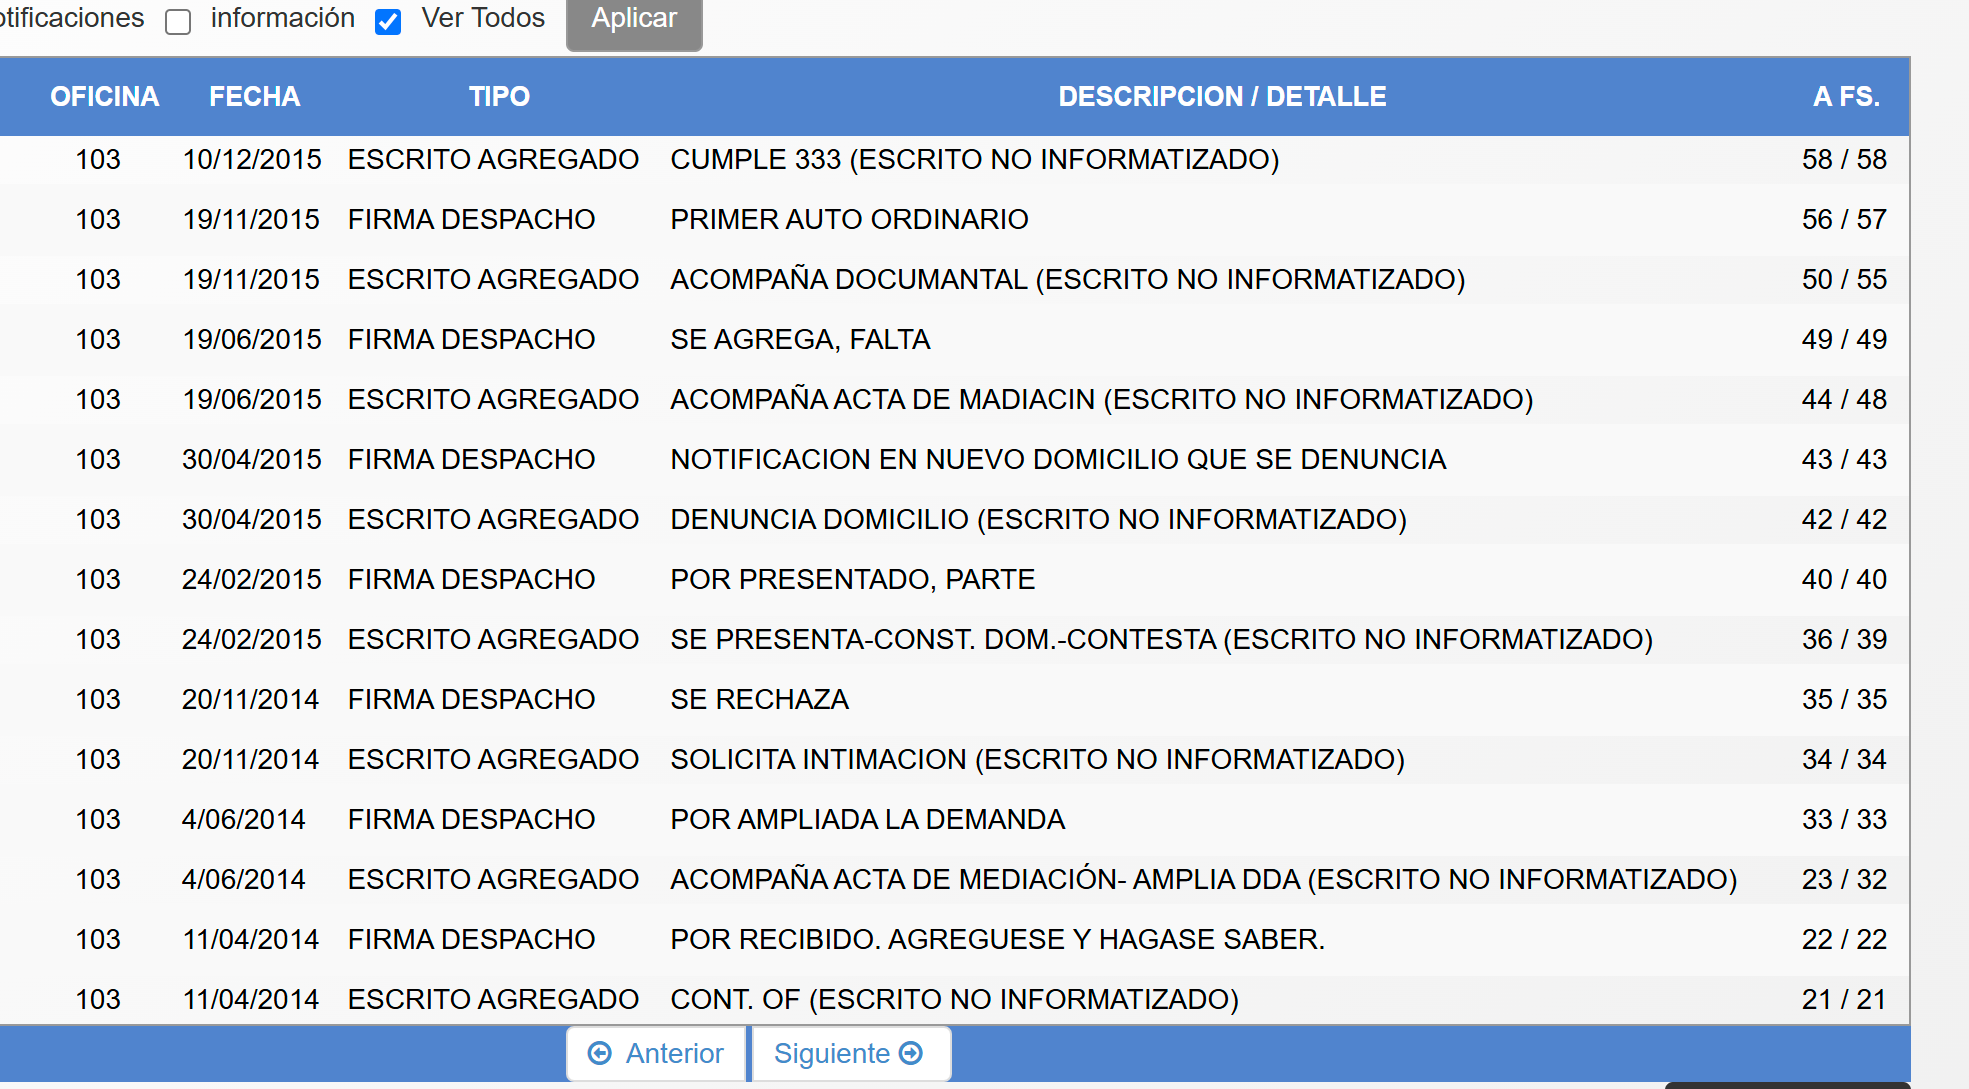 otificaciones información Ver Todos Aplicar
OFICINA FECHA TIPO DESCRIPCION / DETALLE A FS.
103 10/12/2015 ESCRITO AGREGADO CUMPLE 333 (ESCRITO NO INFORMATIZADO) 58 / 58
103 19/11/2015 FIRMA DESPACHO PRIMER AUTO ORDINARIO 56 / 57
103 19/11/2015 ESCRITO AGREGADO ACOMPAÑA DOCUMANTAL (ESCRITO NO INFORMATIZADO) 50 / 55
103 19/06/2015 FIRMA DESPACHO SE AGREGA, FALTA 49 / 49
103 19/06/2015 ESCRITO AGREGADO ACOMPAÑA ACTA DE MADIACIN (ESCRITO NO INFORMATIZADO) 44 / 48
103 30/04/2015 FIRMA DESPACHO NOTIFICACION EN NUEVO DOMICILIO QUE SE DENUNCIA 43 / 43
103 30/04/2015 ESCRITO AGREGADO DENUNCIA DOMICILIO (ESCRITO NO INFORMATIZADO) 42 / 42
103 24/02/2015 FIRMA DESPACHO POR PRESENTADO, PARTE 40 / 40
103 24/02/2015 ESCRITO AGREGADO SE PRESENTA-CONST. DOM.-CONTESTA (ESCRITO NO INFORMATIZADO) 36 / 39
103 20/11/2014 FIRMA DESPACHO SE RECHAZA 35 / 35
103 20/11/2014 ESCRITO AGREGADO SOLICITA INTIMACION (ESCRITO NO INFORMATIZADO) 34 / 34
103 4/06/2014 FIRMA DESPACHO POR AMPLIADA LA DEMANDA 33 / 33
103 4/06/2014 ESCRITO AGREGADO ACOMPAÑA ACTA DE MEDIACIÓN- AMPLIA DDA (ESCRITO NO INFORMATIZADO) 23 / 32
103 11/04/2014 FIRMA DESPACHO POR RECIBIDO. AGREGUESE Y HAGASE SABER. 22 / 22
103 11/04/2014 ESCRITO AGREGADO CONT. OF (ESCRITO NO INFORMATIZADO) 21 / 21
Anterior Siguiente